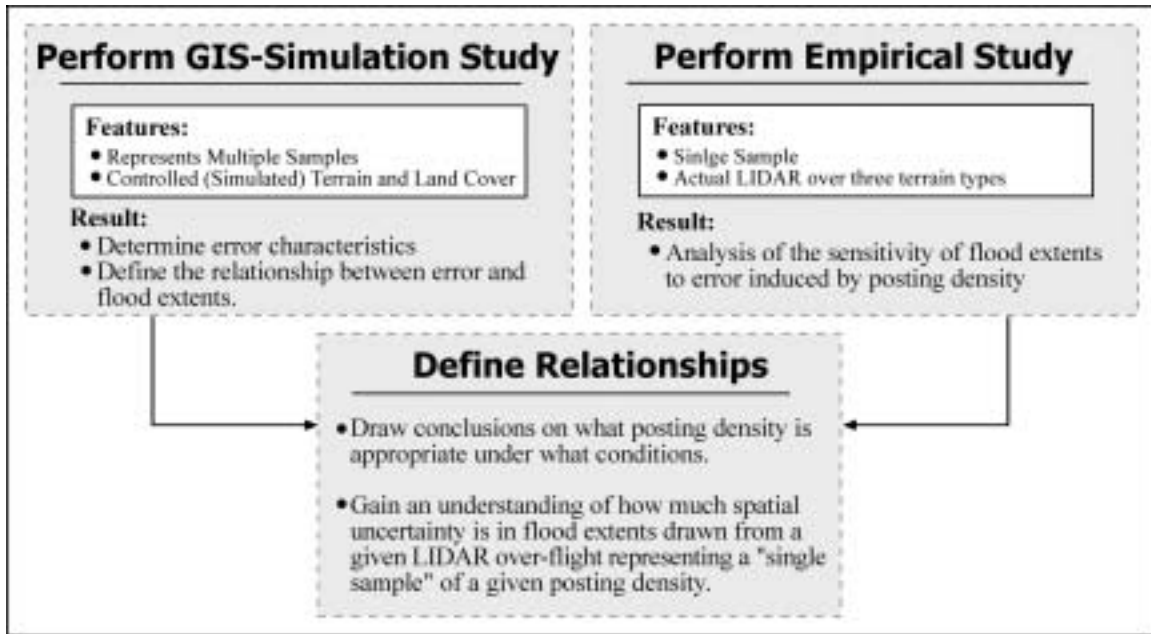 Perform GIS-Simulation Study
Features:
• Represents Multiple Samples
• Controlled (Simulated) Terrain and Land Cover
Result:
• Determine error characteristics
• Define the relationship between error and
flood extents.
Perform Empirical Study
Features:
• Sinlge Sample
• Actual LIDAR over three terrain types
Result:
• Analysis of the sensitivity of flood extents
to error induced by posting density
Define Relationships
• Draw conclusions on what posting density is
appropriate under what conditions.
• Gain an understanding of how much spatial
uncertainty is in flood extents drawn from a
given LIDAR over-flight representing a "single
sample" of a given posting density.